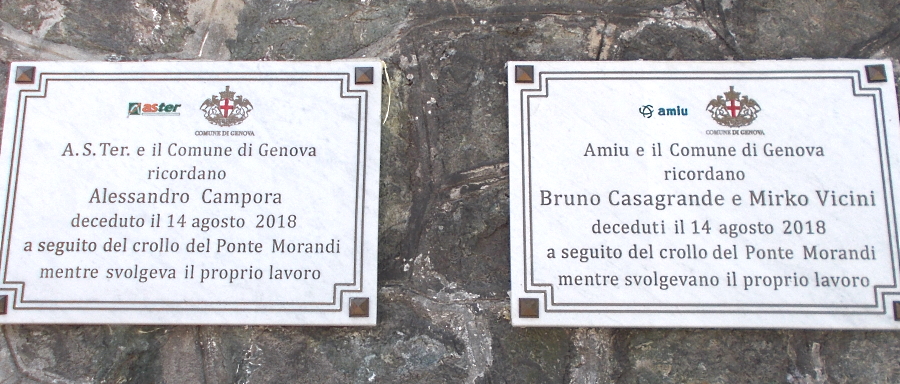 aster
COMUNE DI GENOVA
A.S.Ter. e il Comune di Genova
ricordano
Alessandro Campora
deceduto il 14 agosto 2018
a seguito del crollo del Ponte Morandi
mentre svolgeva il proprio lavoro
amiu
COMUNE DI GENOVA
Amiu e il Comune di Genova
ricordano
Bruno Casagrande e Mirko Vicini
deceduti il 14 agosto 2018
a seguito del crollo del Ponte Morandi
mentre svolgevano il proprio lavoro